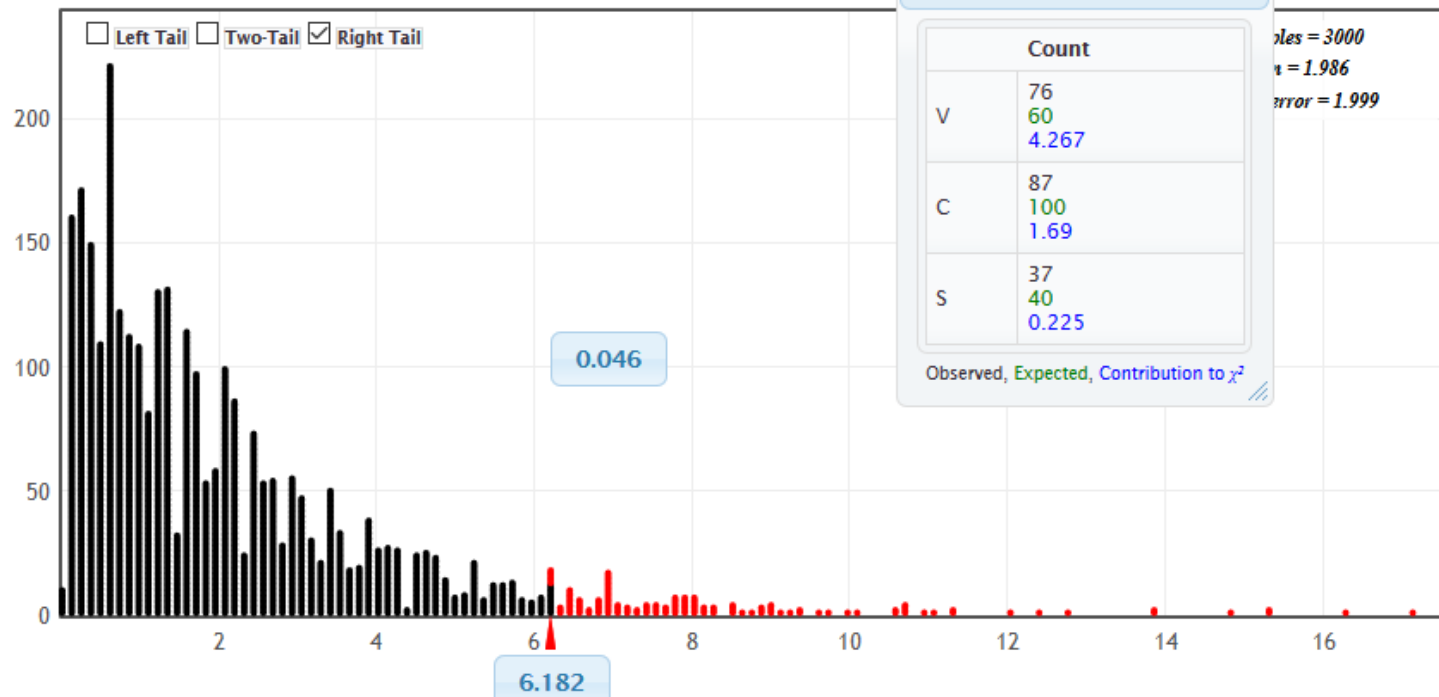 Left Tail Two-Tail Right Tail
= 3000
= 1.986
= 1.999
200
150
100
50
0
2 4 6 8 10 12 14 16
0.046
6.182
Count
V
76
60
4.267
C
87
100
1.69
S
37
40
0.225
Observed, Expected, Contribution to χ²